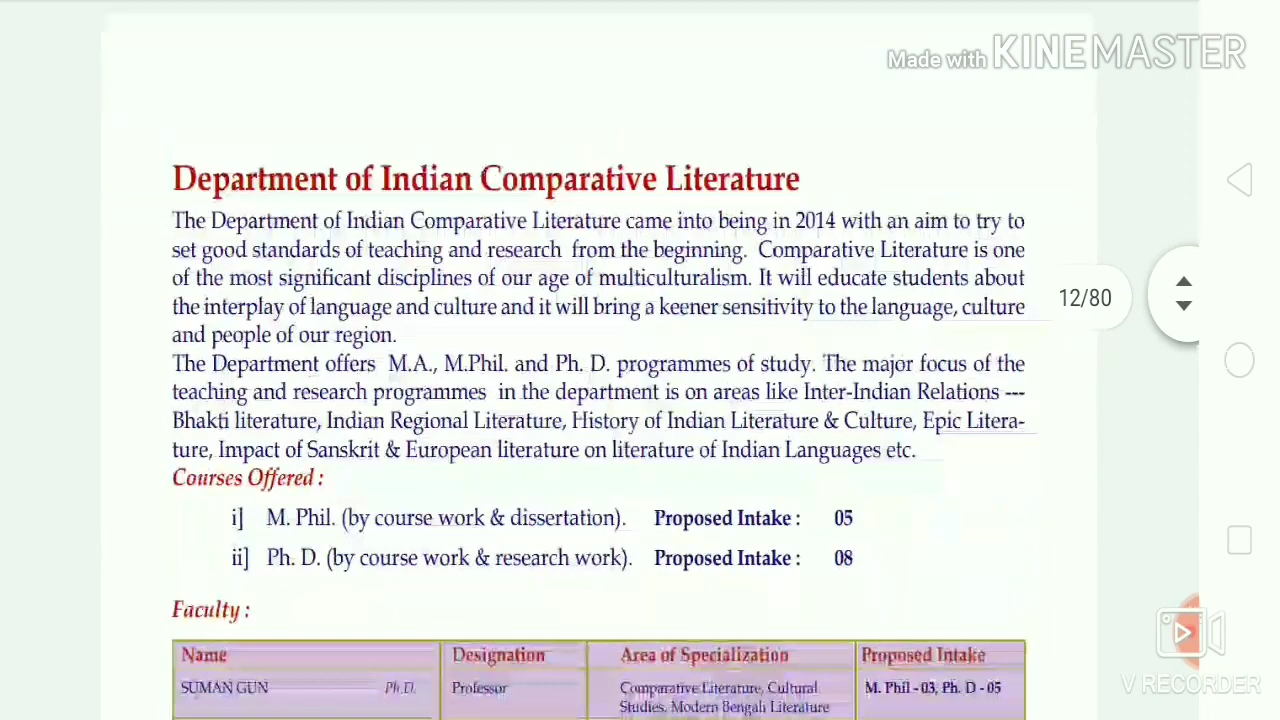 Made with KINEMASTER
Department of Indian Comparative Literature
The Department of Indian Comparative Literature came into being in 2014 with an aim to try to
set good standards of teaching and research from the beginning. Comparative Literature is one
of the most significant disciplines of our age of multiculturalism. It will educate students about
the interplay of language and culture and it will bring a keener sensitivity to the language, culture
and people of our region.
12/80
The Department offers M.A., M.Phil. and Ph. D. programmes of study. The major focus of the
teaching and research programmes in the department is on areas like Inter-Indian Relations ---
Bhakti literature, Indian Regional Literature, History of Indian Literature & Culture, Epic Litera-
ture, Impact of Sanskrit & European literature on literature of Indian Languages etc.
Courses Offered :
i] M. Phil. (by course work & dissertation). Proposed Intake : 05
ii] Ph. D. (by course work & research work). Proposed Intake : 08
Faculty :
Name Designation Area of Specialization Proposed Intake
SUMAN GUN Ph.D. Professor Comparative Literature, Cultural M. Phil - 03, Ph. D - 05
Studies, Modern Bengali Literature
V RECORDER